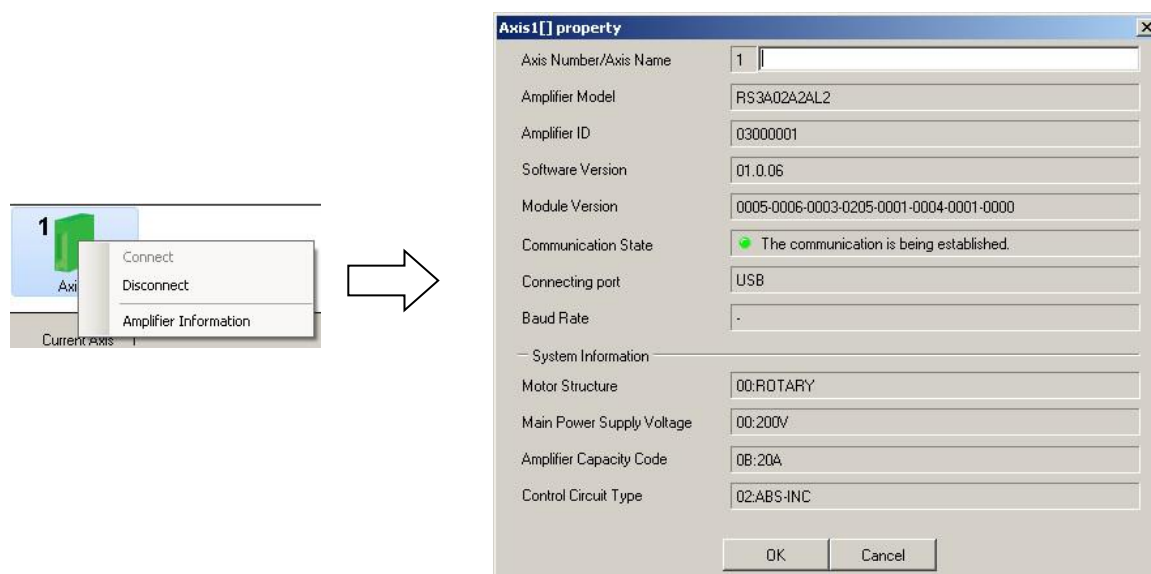 1
Connect
Disconnect
Amplifier Information
Axi
Current Axis
Axis1[] property
Axis Number/Axis Name 1
Amplifier Model RS3A02A2AL2
Amplifier ID 03000001
Software Version 01.0.06
Module Version 0005-0006-0003-0205-0001-0004-0001-0000
Communication State The communication is being established.
Connecting port USB
Baud Rate -
System Information
Motor Structure 00:ROTARY
Main Power Supply Voltage 00:200V
Amplifier Capacity Code 0B:20A
Control Circuit Type 02:ABS-INC
OK Cancel